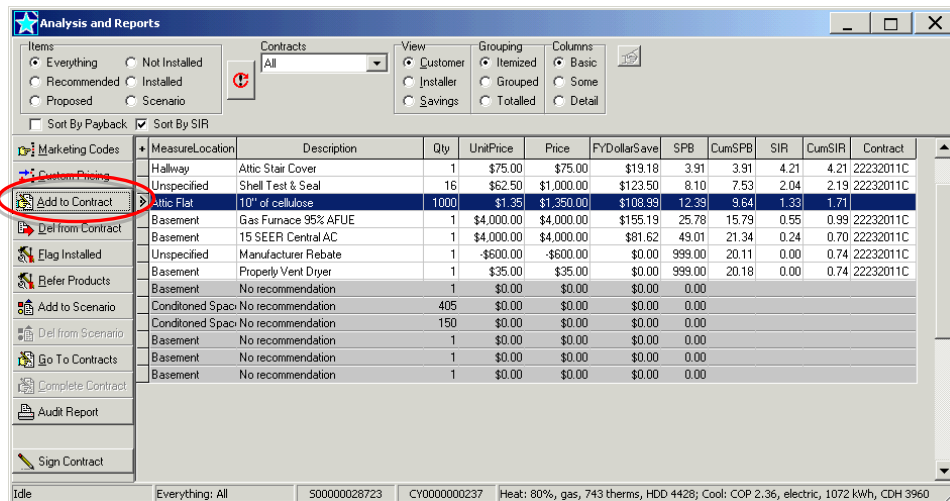 Analysis and Reports
Items Contracts View Grouping Columns
Everything Not Installed All Customer Itemized Basic
Recommended Installed Installer Grouped Some
Proposed Scenario Savings Totalled Detail
Sort By Payback Sort By SIR
Marketing Codes
Custom Pricing
Add to Contract
Del from Contract
Flag Installed
Refer Products
Add to Scenario
Del from Scenario
Go To Contracts
Complete Contract
Audit Report
Sign Contract
+ MeasureLocation Description Qty UnitPrice Price FYDollarSave SPB CumSPB SIR CumSIR Contract
Hallway Attic Stair Cover 1 $75.00 $75.00 $19.18 3.91 3.91 4.21 4.21 22232011C
Unspecified Shell Test & Seal 16 $62.50 $1,000.00 $123.50 8.10 7.53 2.04 2.19 22232011C
Attic Flat 10" of cellulose 1000 $1.35 $1,350.00 $108.99 12.39 9.64 1.33 1.71
Basement Gas Furnace 95% AFUE 1 $4,000.00 $4,000.00 $155.19 25.78 15.79 0.55 0.99 22232011C
Basement 15 SEER Central AC 1 $4,000.00 $4,000.00 $81.62 49.01 21.34 0.24 0.70 22232011C
Unspecified Manufacturer Rebate 1 -$600.00 -$600.00 $0.00 999.00 20.11 0.00 0.74 22232011C
Basement Properly Vent Dryer 1 $35.00 $35.00 $0.00 999.00 20.18 0.00 0.74 22232011C
Basement No recommendation 1 $0.00 $0.00 $0.00 0.00
Conditoned Spac No recommendation 405 $0.00 $0.00 $0.00 0.00
Conditoned Spac No recommendation 150 $0.00 $0.00 $0.00 0.00
Basement No recommendation 1 $0.00 $0.00 $0.00 0.00
Basement No recommendation 1 $0.00 $0.00 $0.00 0.00
Basement No recommendation 1 $0.00 $0.00 $0.00 0.00
Idle Everything: All S00000028723 CY0000000237 Heat: 80%, gas, 743 therms, HDD 4428; Cool: COP 2.36, electric, 1072 kWh, CDH 3960